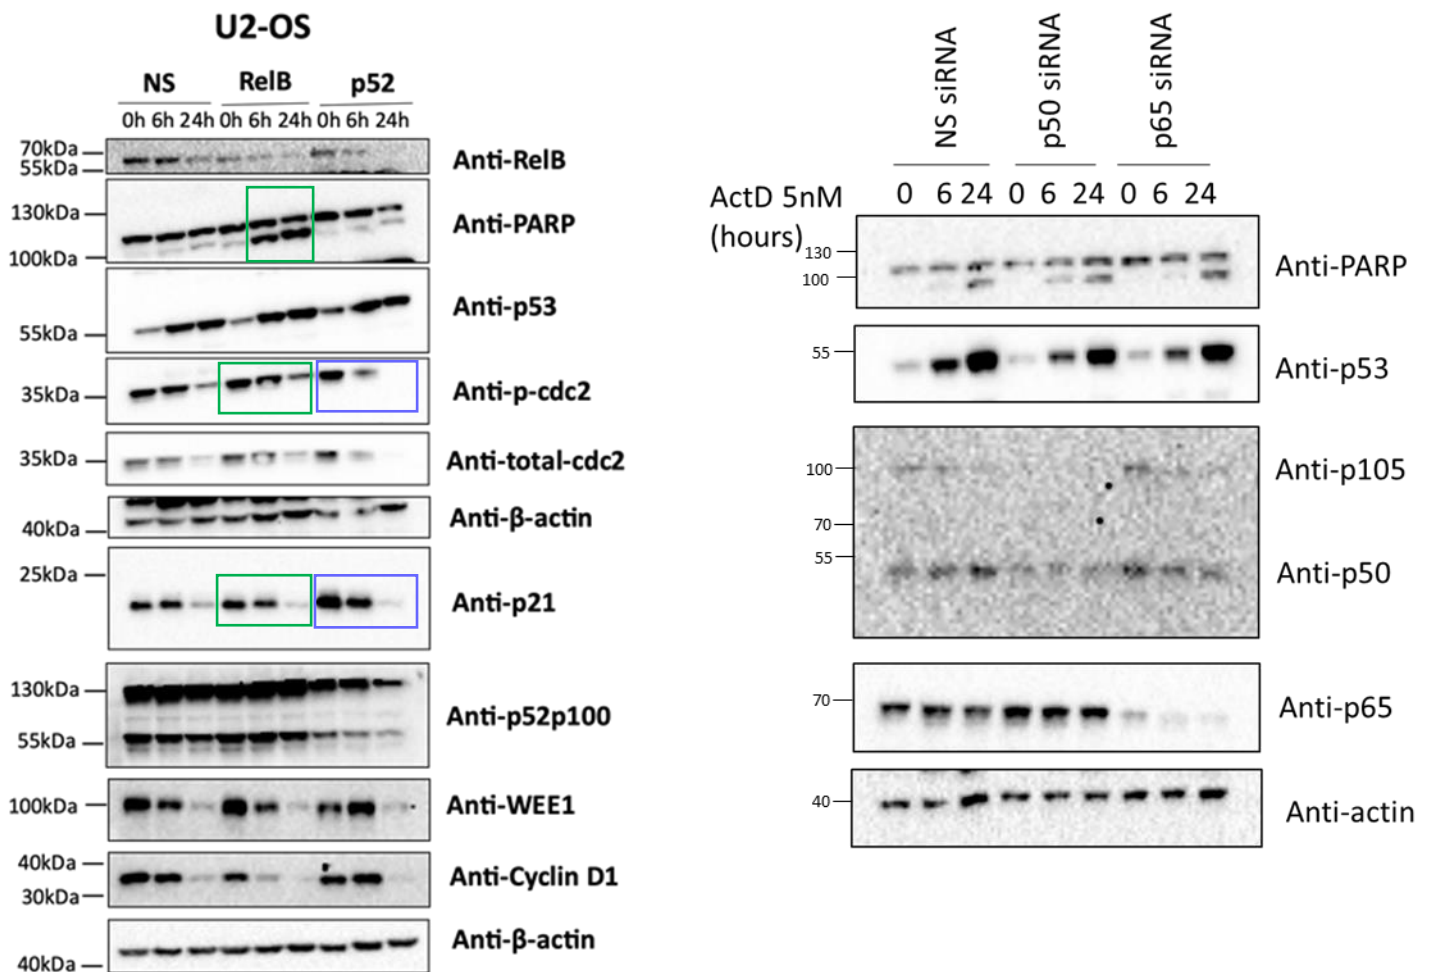 U2-OS
NS RelB p52
0h 6h 24h 0h 6h 24h 0h 6h 24h
70kDa
55kDa
Anti-RelB
130kDa
100kDa
Anti-PARP
55kDa
Anti-p53
35kDa
Anti-p-cdc2
35kDa
Anti-total-cdc2
40kDa
Anti-β-actin
25kDa
Anti-p21
130kDa
55kDa
Anti-p52p100
100kDa
Anti-WEE1
40kDa
30kDa
Anti-Cyclin D1
40kDa
Anti-β-actin
NS siRNA
p50 siRNA
p65 siRNA
ActD 5nM 0 6 24 0 6 24 0 6 24
(hours)
130
100
Anti-PARP
55
Anti-p53
100
Anti-p105
70
55
Anti-p50
70
Anti-p65
40
Anti-actin